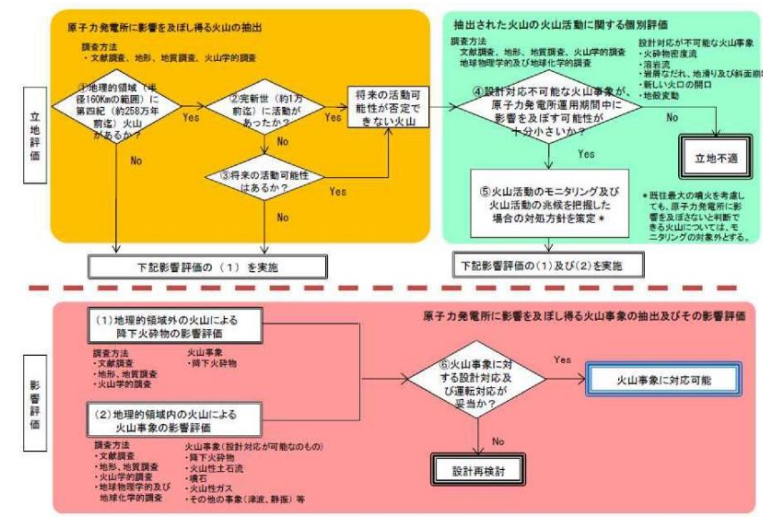 原子力発電所に影響を及ぼし得る火山の抽出
調査方法
・文献調査、地形、地質調査、火山学的調査
①地理的領域(半
径160Kmの範囲)に
第四紀(約258万年
前迄)火山
があるか?
Yes
No
②完新世(約1万年
前迄)に活動が
あったか?
Yes
No
③将来の活動可能性
はあるか?
Yes
No
将来の活動可
能性が否定で
きない火山
下記影響評価の(1)を実施
立地評価
抽出された火山の火山活動に関する個別評価
調査方法
・文献調査、地形、地質調査、火山学的調査
地球物理学的及び地球化学的調査
設計対応が不可能な火山事象
・火砕物密度流
・溶岩流
・岩屑なだれ、地滑り及び斜面崩壊
・新しい火口の開口
・地殻変動
④設計対応不可能な火山事象が、
原子力発電所運用期間中に
影響を及ぼす可能性が
十分小さいか?
No
Yes
立地不適
⑤火山活動のモニタリング及び
火山活動の兆候を把握した
場合の対処方針を策定*
*既往最大の噴火を考慮し
ても、原子力発電所に影
響を及ぼさないと判断で
きる火山については、モ
ニタリングの対象外とする。
下記影響評価の(1)及び(2)を実施
影響評価
原子力発電所に影響を及ぼし得る火山事象の抽出及びその影響評価
(1)地理的領域外の火山による
降下火砕物の影響評価
調査方法
・文献調査
・地形、地質調査
・火山学的調査
火山事象
・降下火砕物
(2)地理的領域内の火山による
火山事象の影響評価
調査方法
・文献調査
・地形、地質調査
・火山学的調査
・地球物理学的及び
地球化学的調査
火山事象(設計対応が可能なもの)
・降下火砕物
・火山性土石流
・噴石
・火山性ガス
・その他の事象(津波、静振)等
⑥火山事象に対
する設計対応及
び運転対応が
妥当か?
Yes
No
火山事象に対応可能
設計再検討